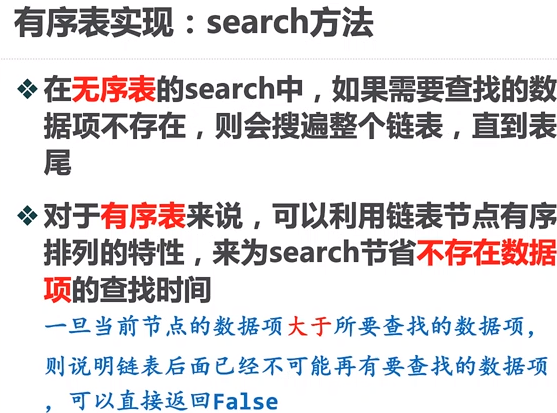 有序表实现：search方法
❖在无序表的search中，如果需要查找的数
据项不存在，则会搜遍整个链表，直到表
尾
❖对于有序表来说，可以利用链表节点有序
排列的特性，来为search节省不存在数据
项的查找时间
一旦当前节点的数据项大于所要查找的数据项，
则说明链表后面已经不可能再有要查找的数据项
，可以直接返回False